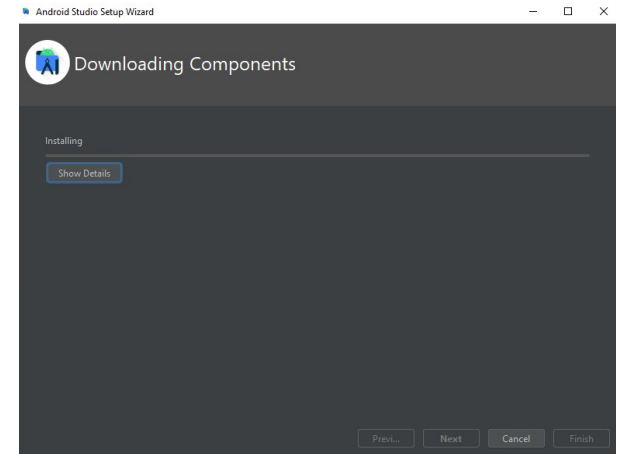 Android Studio Setup Wizard
Downloading Components
Installing
Show Details
Previ...
Next
Cancel
Finish